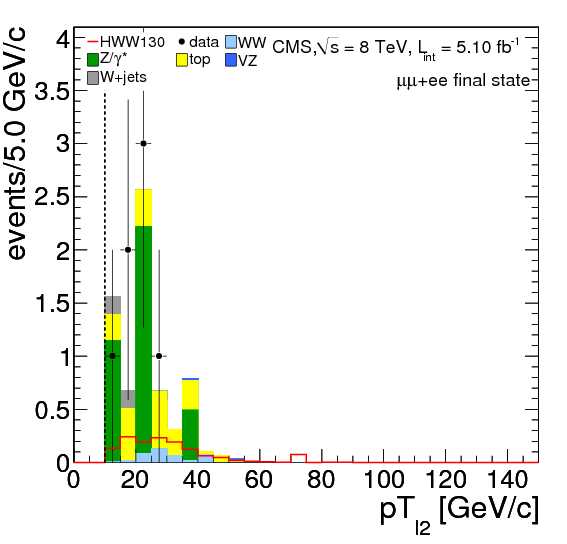 events/5.0 GeV/c
4
3.5
3
2.5
2
1.5
1
0.5
0
HWW130
data
WW
Z/γ*
top
VZ
W+jets
CMS,√s = 8 TeV, L_int = 5.10 fb⁻¹
μμ+ee final state
0 20 40 60 80 100 120 140
pT_l2 [GeV/c]